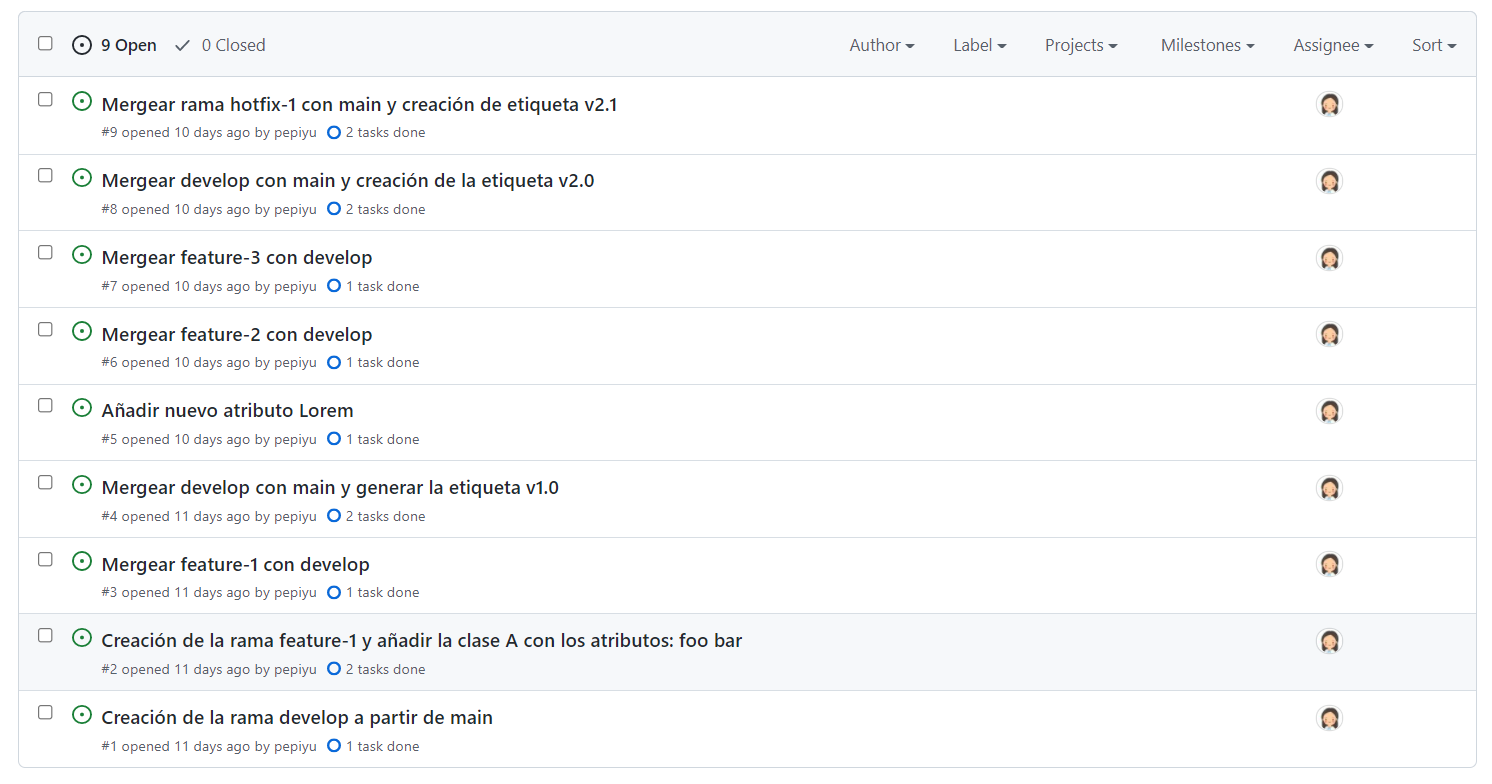 9 Open 0 Closed Author Label Projects Milestones Assignee Sort
Mergear rama hotfix-1 con main y creación de etiqueta v2.1
#9 opened 10 days ago by pepiyu 2 tasks done
Mergear develop con main y creación de la etiqueta v2.0
#8 opened 10 days ago by pepiyu 2 tasks done
Mergear feature-3 con develop
#7 opened 10 days ago by pepiyu 1 task done
Mergear feature-2 con develop
#6 opened 10 days ago by pepiyu 1 task done
Añadir nuevo atributo Lorem
#5 opened 10 days ago by pepiyu 1 task done
Mergear develop con main y generar la etiqueta v1.0
#4 opened 11 days ago by pepiyu 2 tasks done
Mergear feature-1 con develop
#3 opened 11 days ago by pepiyu 1 task done
Creación de la rama feature-1 y añadir la clase A con los atributos: foo bar
#2 opened 11 days ago by pepiyu 2 tasks done
Creación de la rama develop a partir de main
#1 opened 11 days ago by pepiyu 1 task done